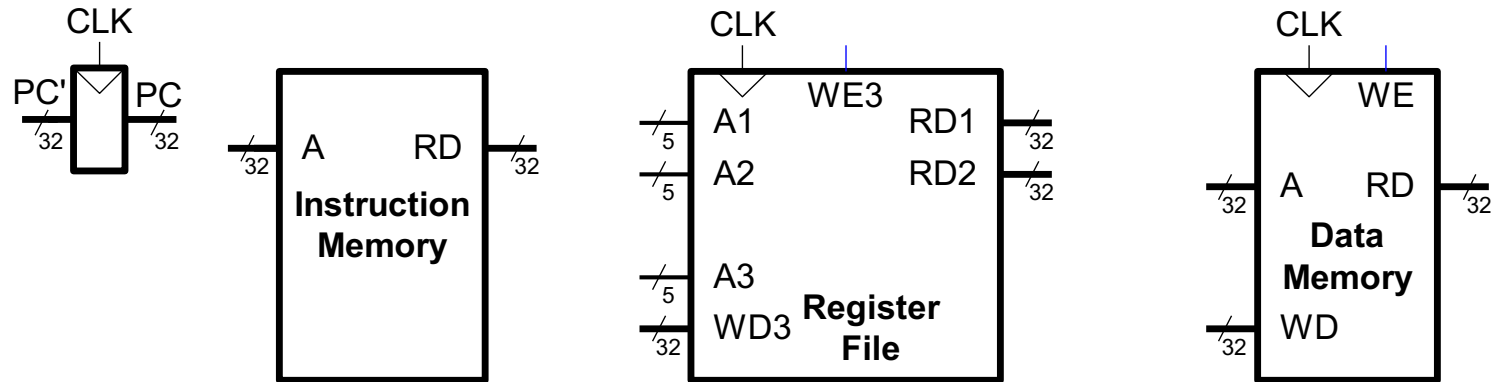 CLK
PC'
PC
32
32
A
RD
32
32
Instruction
Memory
CLK
WE3
A1
5
A2
5
A3
5
WD3
32
RD1
32
RD2
32
Register
File
CLK
WE
A
32
RD
32
Data
Memory
WD
32